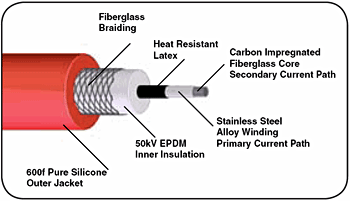 Fiberglass
Braiding
Heat Resistant
Latex
Carbon Impregnated
Fiberglass Core
Secondary Current Path
Stainless Steel
Alloy Winding
Primary Current Path
50kV EPDM
Inner Insulation
600f Pure Silicone
Outer Jacket